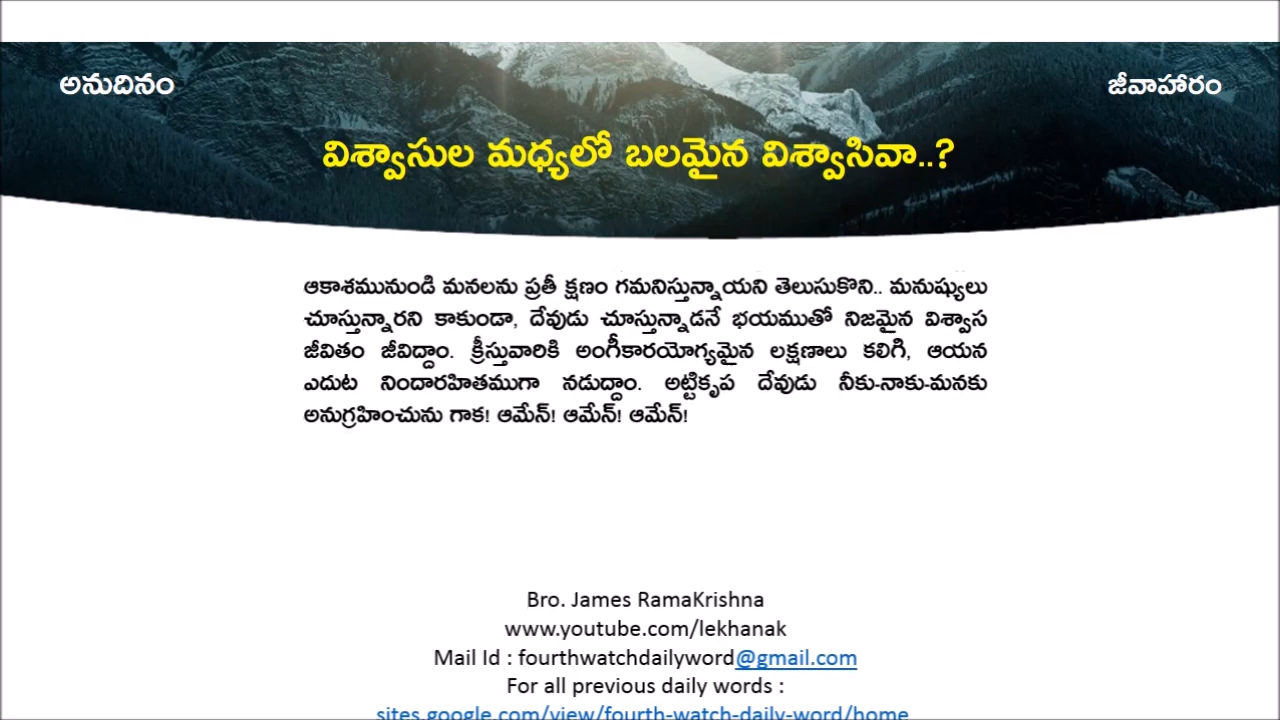 అనుదినం
జీవాహారం
విశ్వాసుల మధ్యలో బలమైన విశ్వాసివా..?
ఆకాశమునుండి మనలను ప్రతీ క్షణం గమనిస్తున్నాయని తెలుసుకొని.. మనుష్యులు
చూస్తున్నారని కాకుండా, దేవుడు చూస్తున్నాడనే భయముతో నిజమైన విశ్వాస
జీవితం జీవిద్దాం. క్రీస్తువారికి అంగీకారయోగ్యమైన లక్షణాలు కలిగి, ఆయన
ఎదుట నిందారహితముగా నడుద్దాం. అట్టికృప దేవుడు నీకు-నాకు-మనకు
అనుగ్రహించును గాక! ఆమేన్! ఆమేన్! ఆమేన్!
Bro. James RamaKrishna
www.youtube.com/lekhanak
Mail Id : fourthwatchdailyword@gmail.com
For all previous daily words :
sites.google.com/view/fourth-watch-daily-word/home